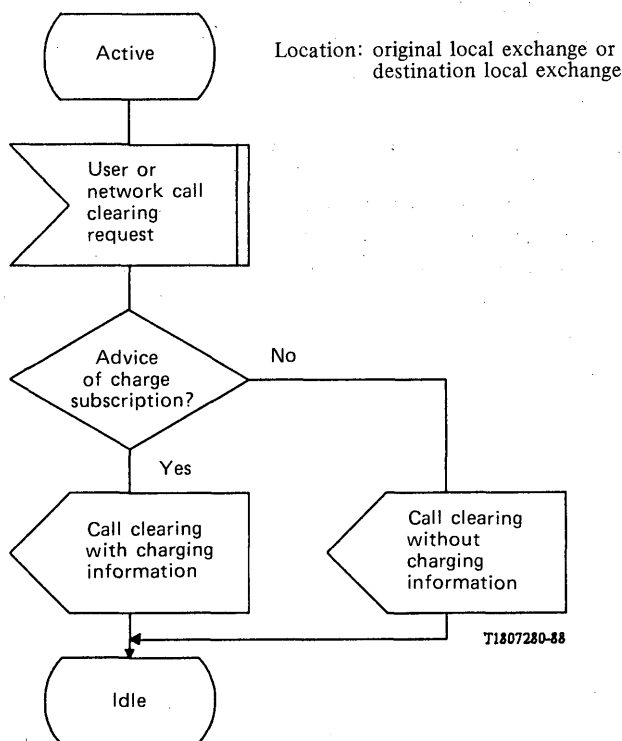 Active
Location: original local exchange or
destination local exchange
User or
network call
clearing
request
Advice
of charge
subscription?
No
Yes
Call clearing
with charging
information
Call clearing
without
charging
information
T1807280-88
Idle